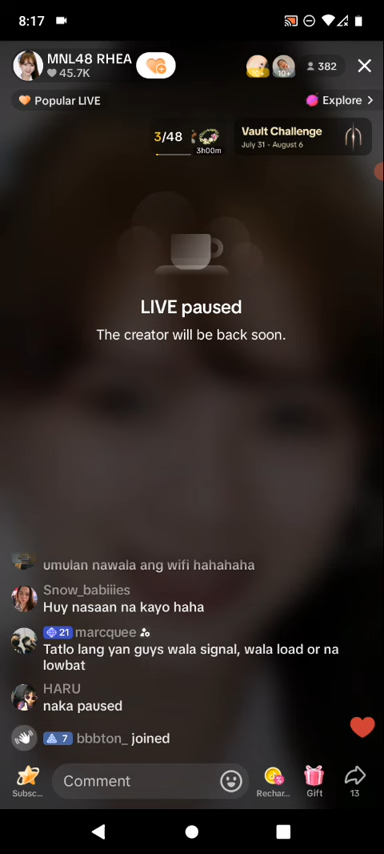 8:17
MNL48 RHEA
45.7K
10+
382
Popular LIVE
Explore
3/48
3h00m
Vault Challenge
July 31 - August 6
LIVE paused
The creator will be back soon.
umulan nawala ang wifi hahahaha
Snow_babiiies
Huy nasaan na kayo haha
21 marcquee
Tatlo lang yan guys wala signal, wala load or na
lowbat
HARU
naka paused
7 bbbton_ joined
Comment
Subsc...
Rechar...
Gift
13